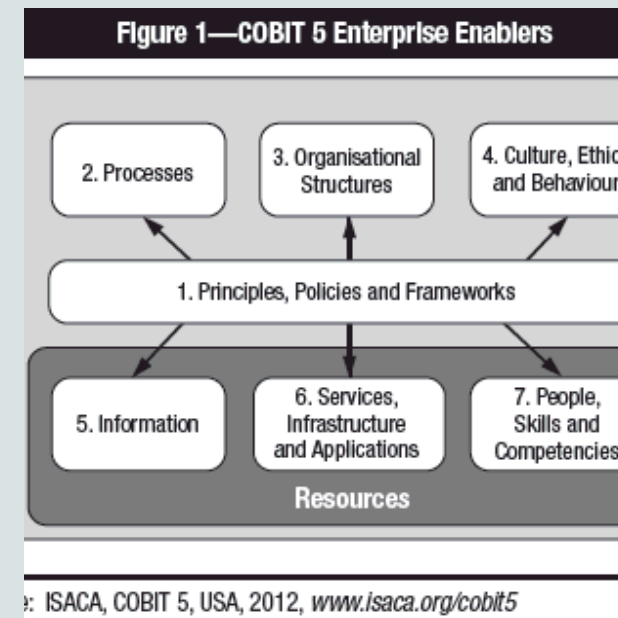 Figure 1—COBIT 5 Enterprise Enablers
2. Processes
3. Organisational
Structures
4. Culture,
and Behaviour
1. Principles, Policies and Frameworks
5. Information
6. Services,
Infrastructure
and Applications
7. People,
Skills and
Competencies
Resources
ISACA, COBIT 5, USA, 2012, www.isaca.org/cobit5